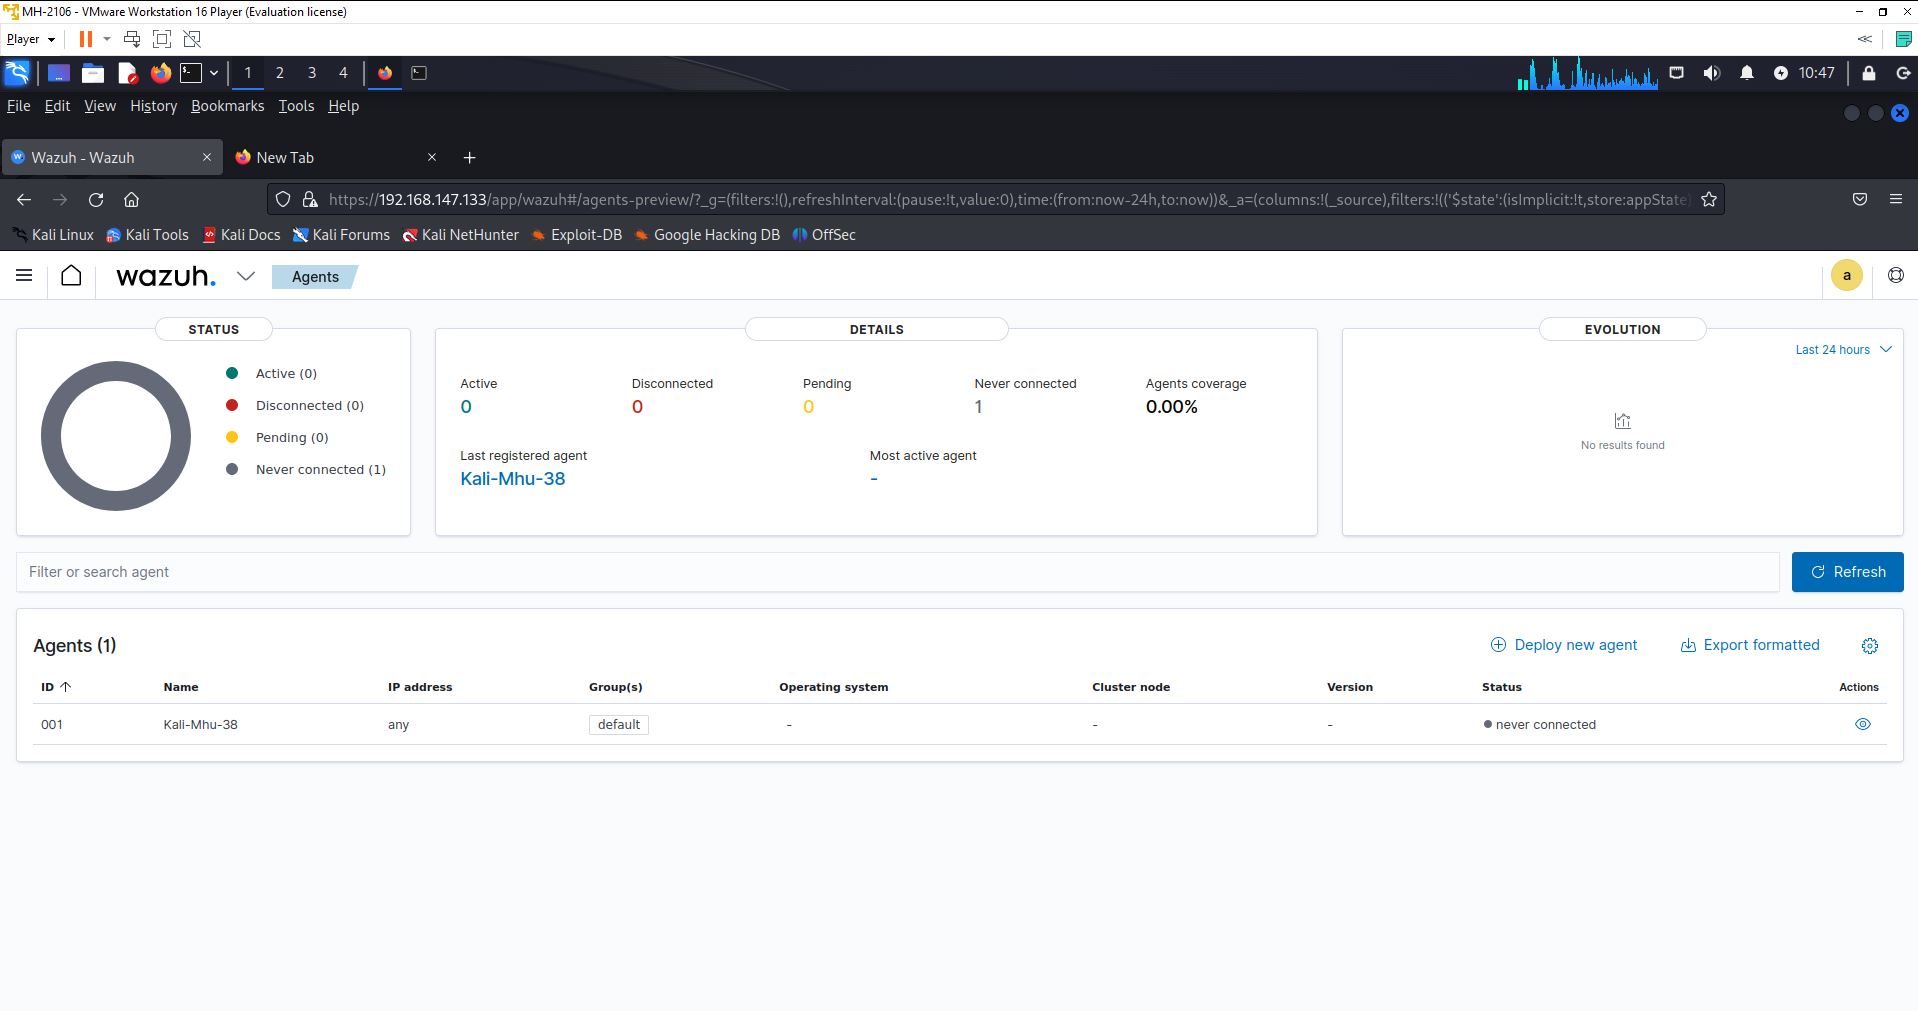 MH-2106 - VMware Workstation 16 Player (Evaluation license)
Player
1 2 3 4
10:47
File Edit View History Bookmarks Tools Help
Wazuh - Wazuh
New Tab
https://192.168.147.133/app/wazuh#/agents-preview/?_g=(filters:!(),refreshInterval:(pause:!t,value:0),time:(from:now-24h,to:now))&_a=(columns:!(_source),filters:!(('$state':(isImplicit:!t,store:appState)
Kali Linux Kali Tools Kali Docs Kali Forums Kali NetHunter Exploit-DB Google Hacking DB OffSec
wazuh. Agents a
STATUS
Active (0)
Disconnected (0)
Pending (0)
Never connected (1)
DETAILS
Active Disconnected Pending Never connected Agents coverage
0 0 0 1 0.00%
Last registered agent Most active agent
Kali-Mhu-38 -
EVOLUTION
Last 24 hours
No results found
Filter or search agent Refresh
Agents (1) Deploy new agent Export formatted
ID Name IP address Group(s) Operating system Cluster node Version Status Actions
001 Kali-Mhu-38 any default - - - never connected